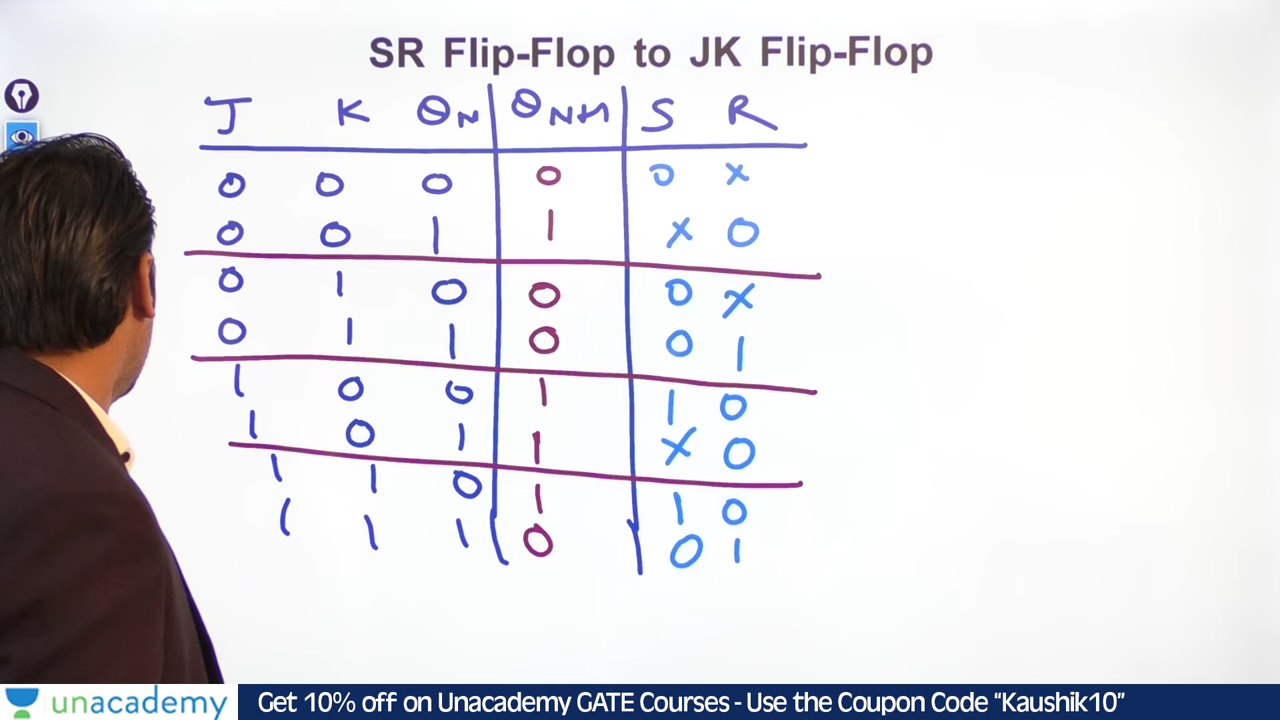 SR Flip-Flop to JK Flip-Flop
J K QN QN+1 S R
0 0 0 0 0 x
0 0 1 1 x 0
0 1 0 0 0 x
0 1 1 0 0 1
1 0 0 1 1 0
1 0 1 1 x 0
1 1 0 1 1 0
1 1 1 0 0 1
unacademy
Get 10% off on Unacademy GATE Courses - Use the Coupon Code “Kaushik10”